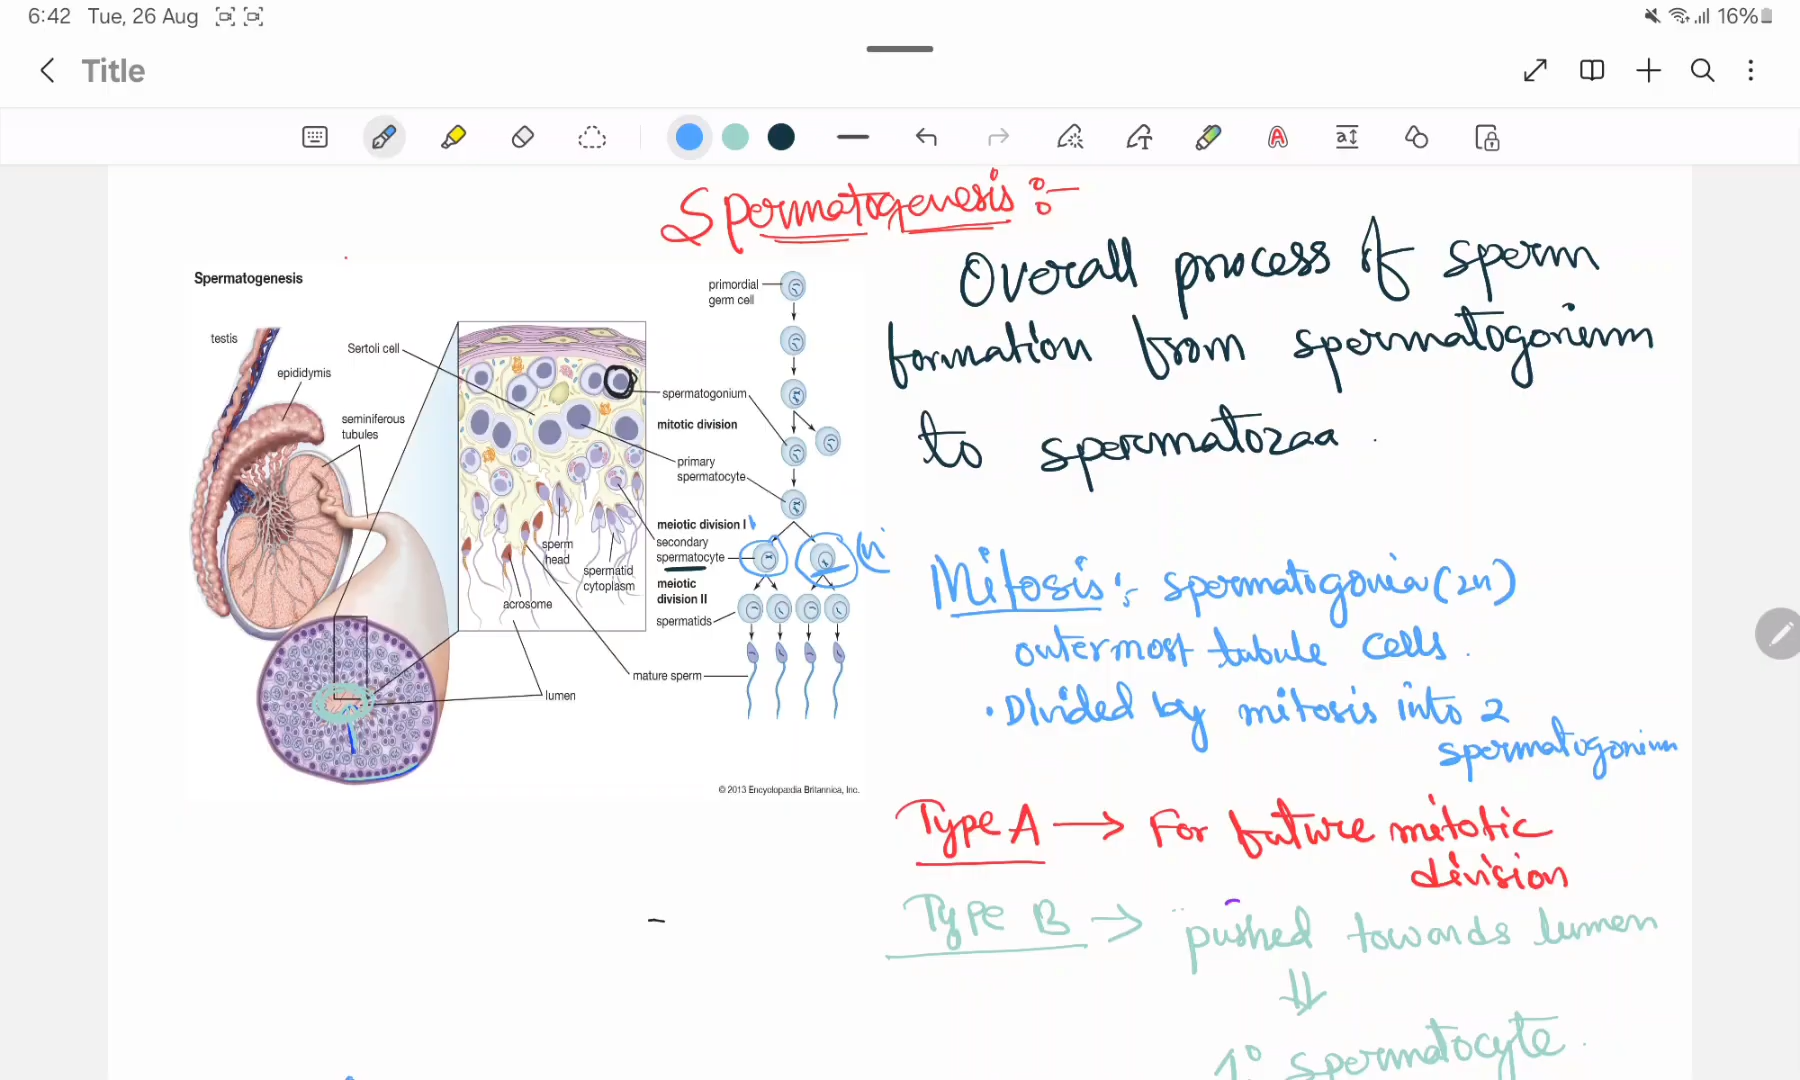 6:42 Tue, 26 Aug
16%
Title
Spermatogenesis :-
Spermatogenesis
testis
epididymis
seminiferous
tubules
Sertoli cell
primordial
germ cell
spermatogonium
mitotic division
primary
spermatocyte
meiotic division I
secondary
spermatocyte
meiotic
division II
spermatids
sperm
head
spermatid
cytoplasm
acrosome
mature sperm
lumen
(n
© 2013 Encyclopædia Britannica, Inc.
Overall process of sperm
formation from spermatogonium
to spermatozaa.
Mitosis :- spermatogonia (2n)
outermost tubule cells.
• Divided by mitosis into 2
spermatogonium
Type A → For future mitotic
division
Type B → pushed towards lumen
⇓
1° spermatocyte.